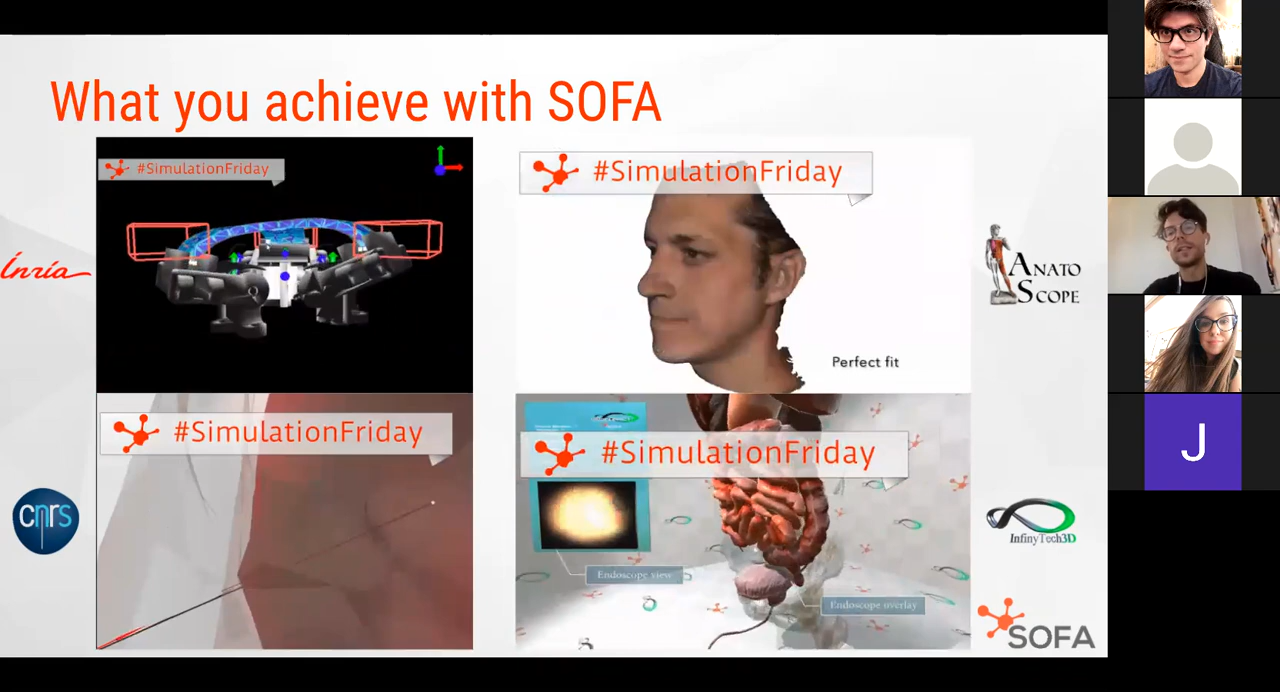 What you achieve with SOFA
#SimulationFriday
#SimulationFriday
Perfect fit
Inria
ANATO
SCOPE
#SimulationFriday
#SimulationFriday
Endoscope view
Endoscope overlay
cnrs
InfinyTech3D
SOFA
J